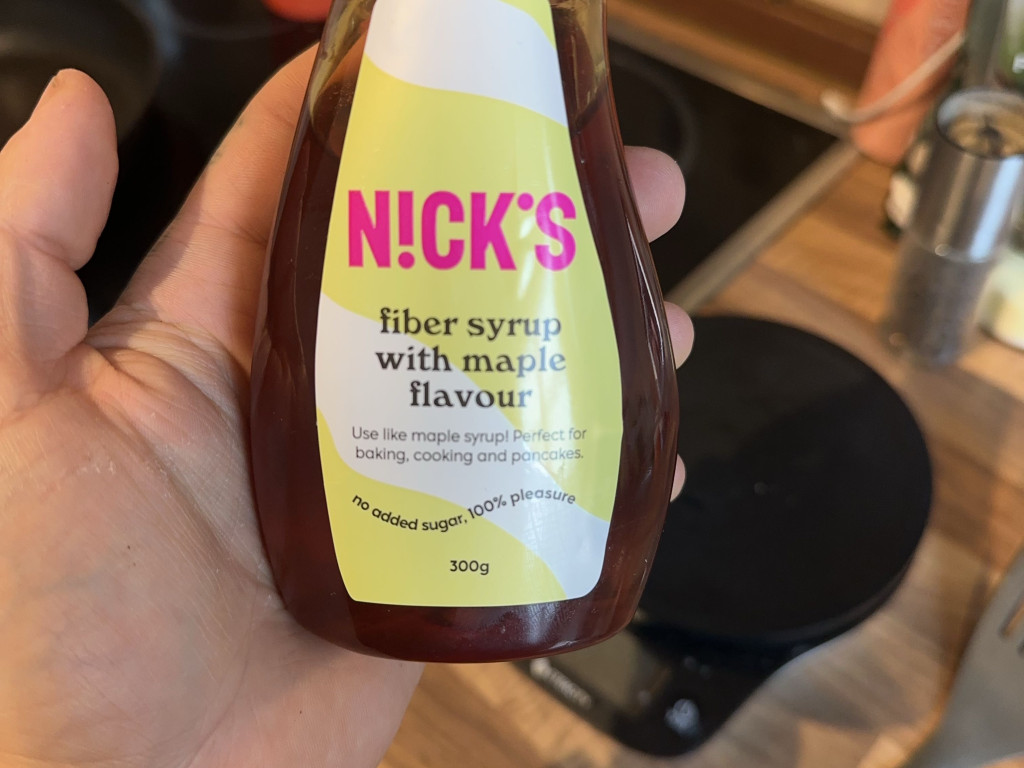 N!CK'S
fiber syrup
with maple
flavour
Use like maple syrup! Perfect for
baking, cooking and pancakes.
no added sugar, 100% pleasure
300g